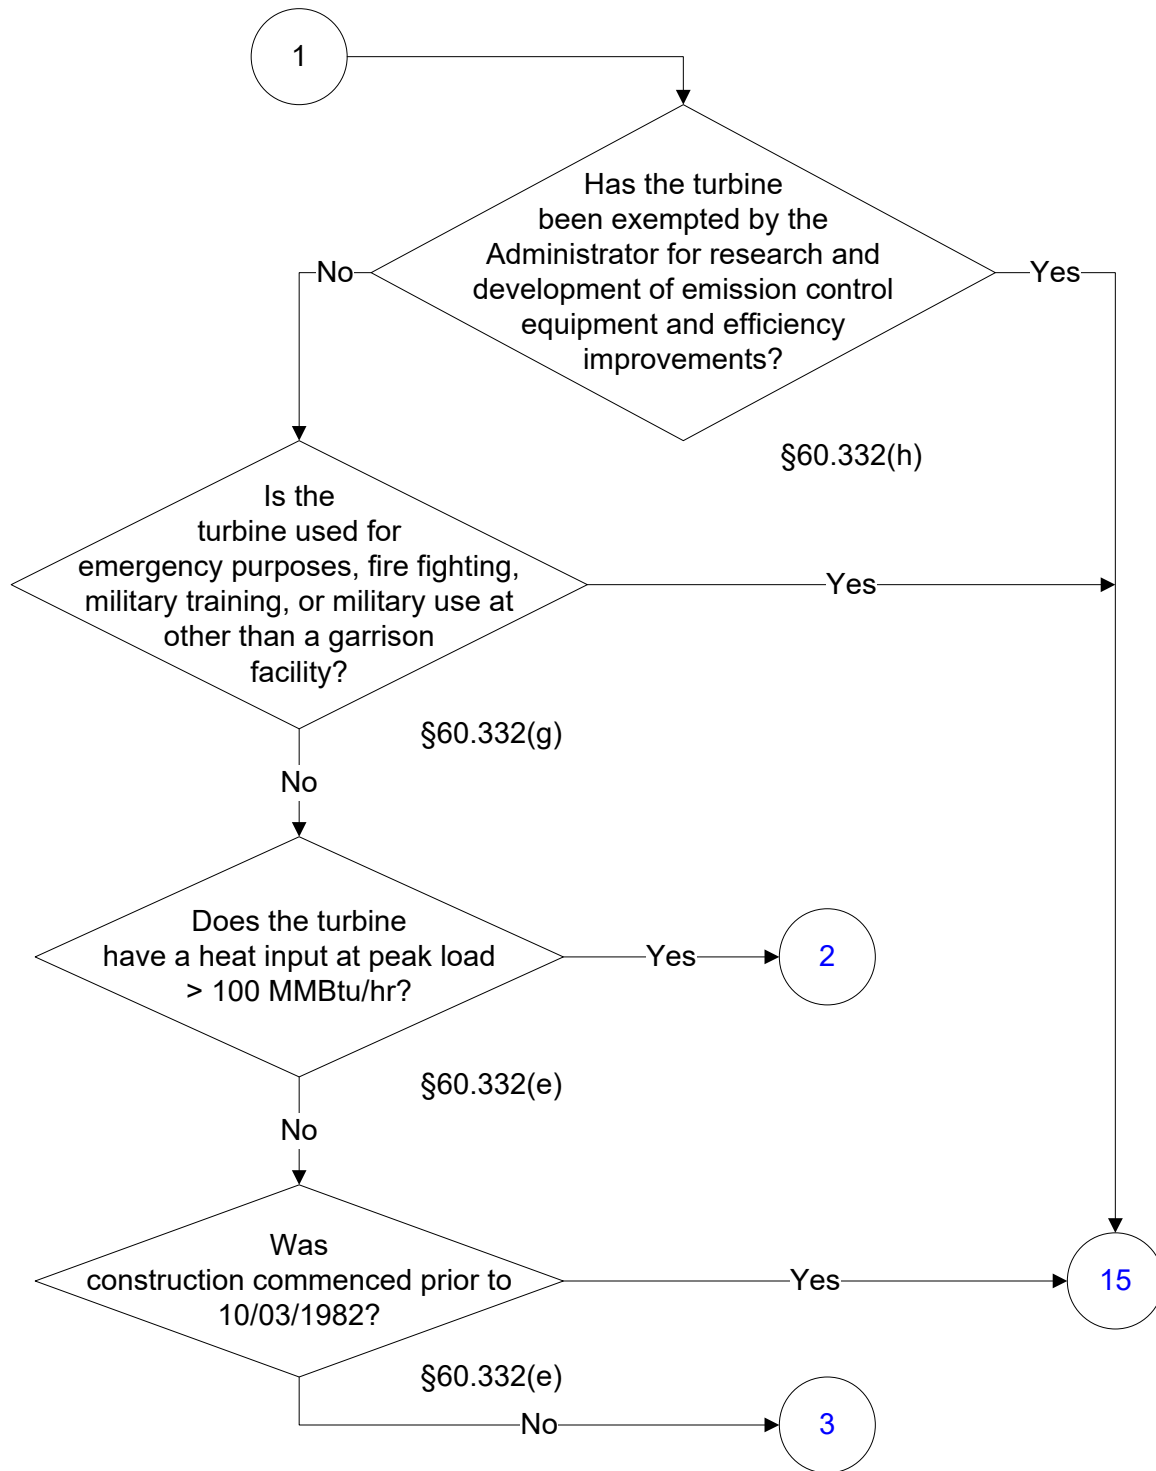 1
Has the turbine
been exempted by the
Administrator for research and
development of emission control
equipment and efficiency
improvements?
No
Yes
§60.332(h)
Is the
turbine used for
emergency purposes, fire fighting,
military training, or military use at
other than a garrison
facility?
Yes
§60.332(g)
No
Does the turbine
have a heat input at peak load
> 100 MMBtu/hr?
Yes
2
§60.332(e)
No
Was
construction commenced prior to
10/03/1982?
Yes
15
§60.332(e)
No
3